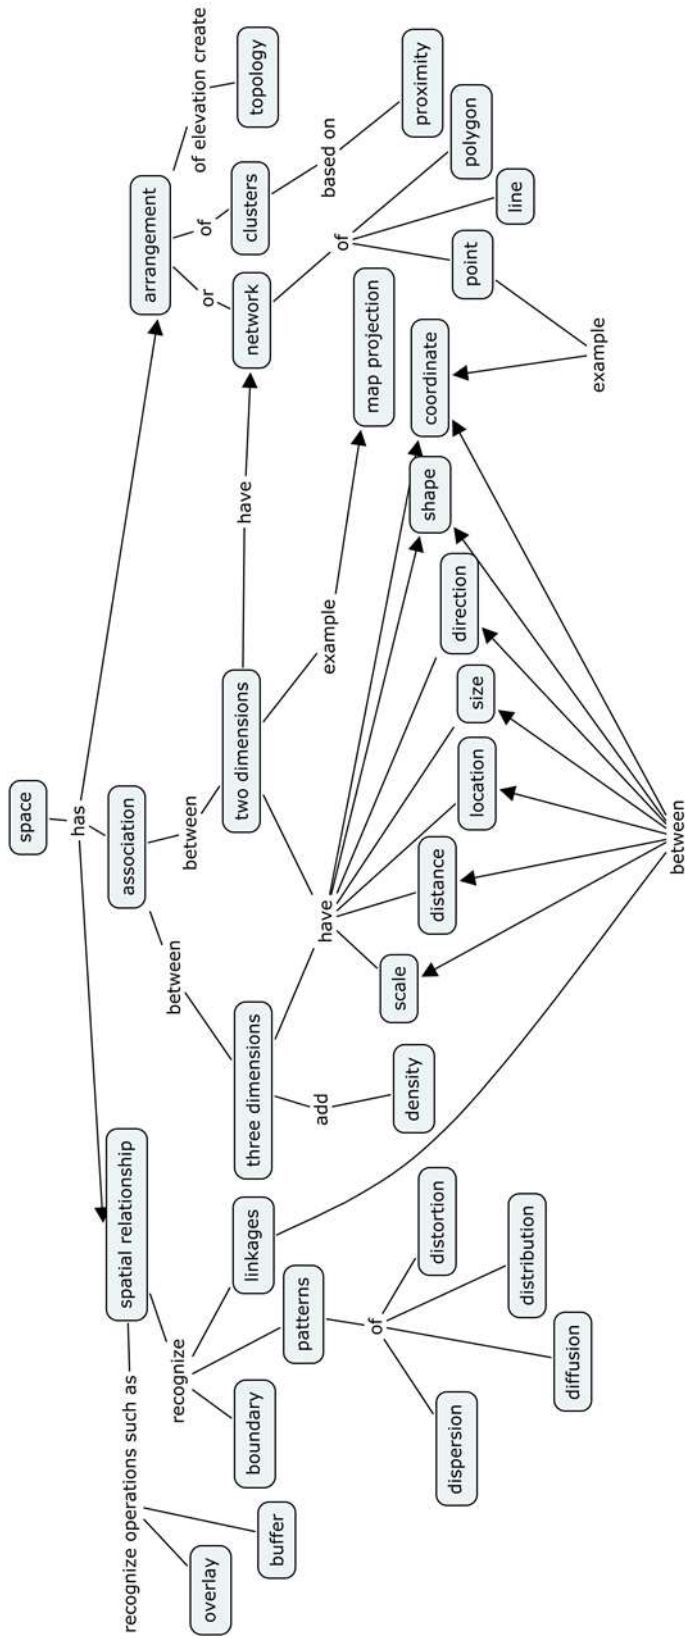 space
has
spatial relationship
association
arrangement
recognize operations such as
recognize
between
between
or
of
of elevation create
overlay
buffer
boundary
patterns
linkages
three dimensions
two dimensions
have
network
clusters
topology
add
have
example
of
based on
of
density
scale
distance
location
size
direction
shape
coordinate
map projection
point
line
polygon
proximity
dispersion
diffusion
distribution
distortion
example
between